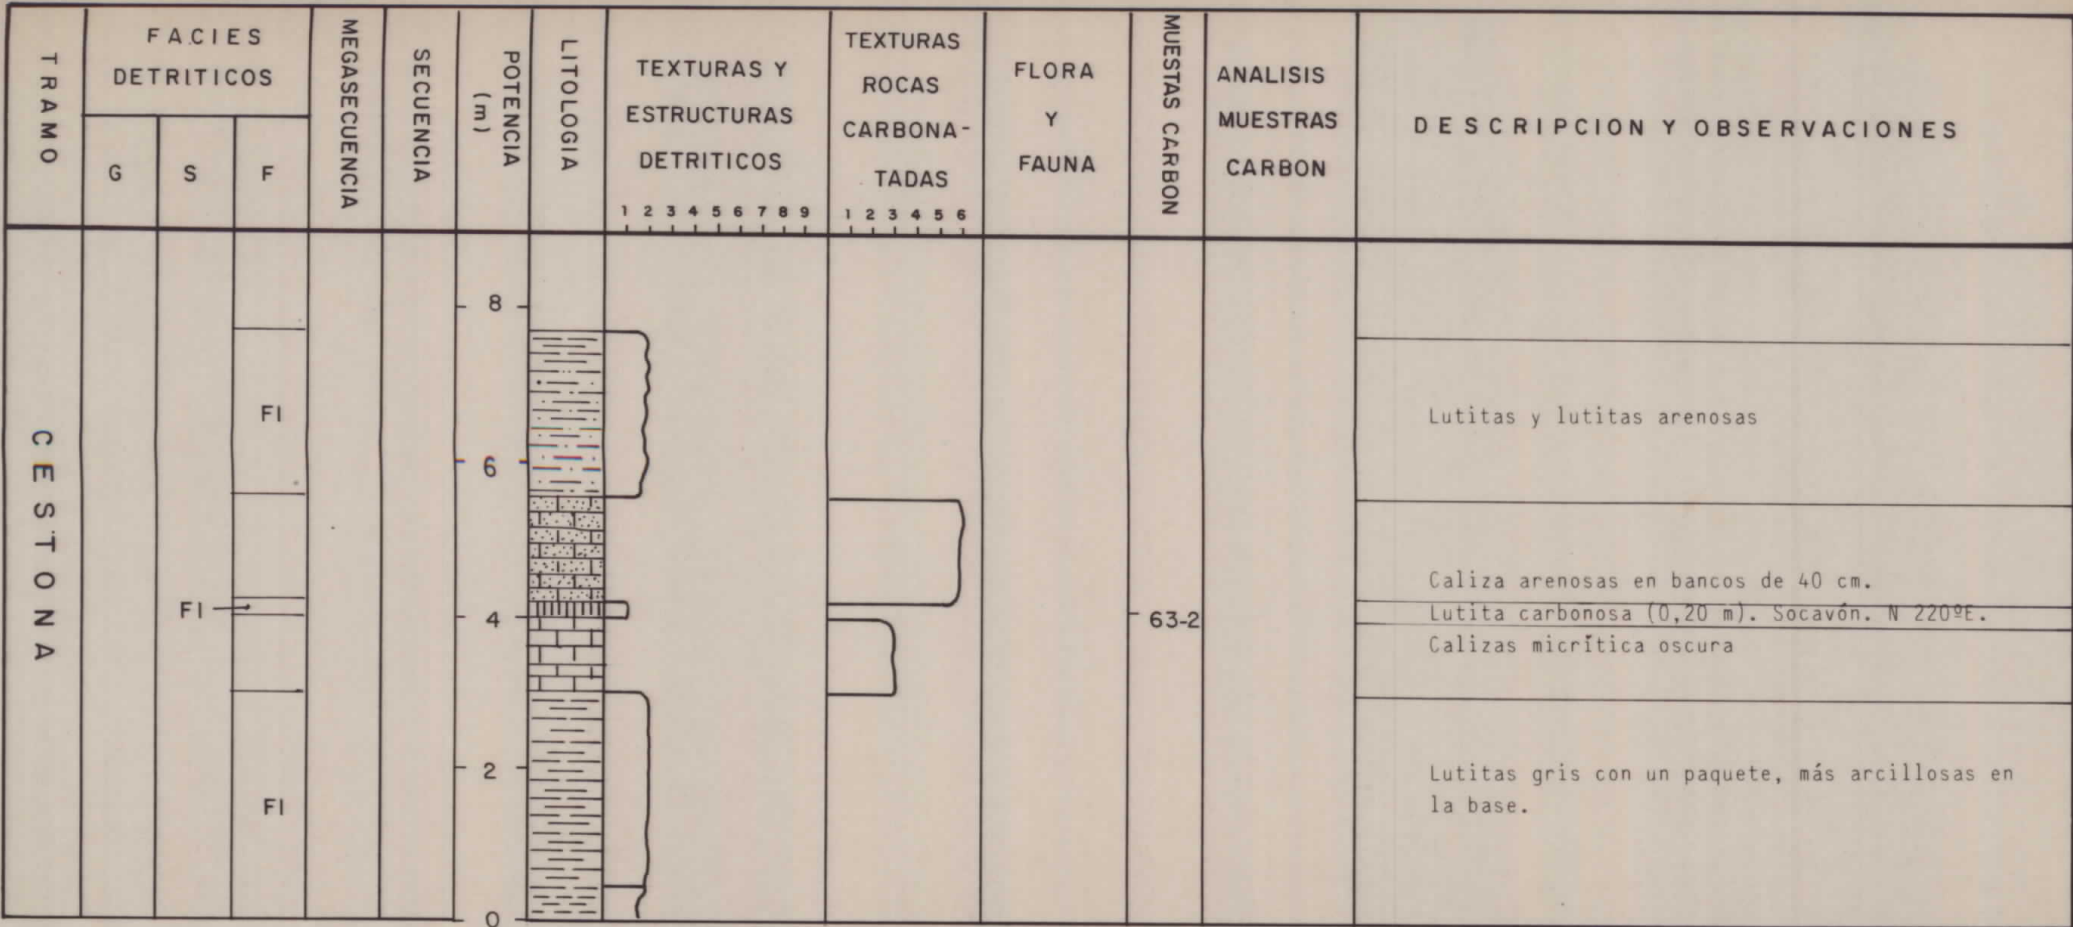 TRAMO
FACIES
DETRITICOS
G
S
F
MEGASECUENCIA
SECUENCIA
POTENCIA
(m)
LITOLOGIA
TEXTURAS Y
ESTRUCTURAS
DETRITICOS
1 2 3 4 5 6 7 8 9
TEXTURAS
ROCAS
CARBONA-
TADAS
1 2 3 4 5 6
FLORA
Y
FAUNA
MUESTAS CARBON
ANALISIS
MUESTRAS
CARBON
DESCRIPCION Y OBSERVACIONES
CESTONA
8
Fl
Lutitas y lutitas arenosas
6
Caliza arenosas en bancos de 40 cm.
Fl
4
63-2
Lutita carbonosa (0,20 m). Socavón. N 220ºE.
Calizas micrítica oscura
2
Fl
Lutitas gris con un paquete, más arcillosas en
la base.
0